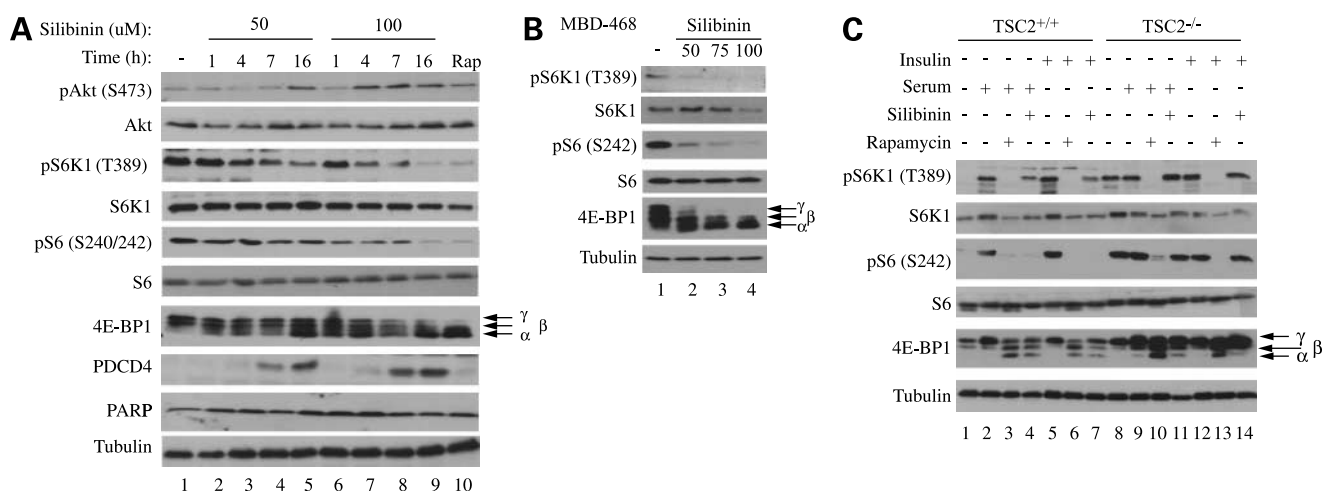 A
Silibinin (uM): 50 100
Time (h): - 1 4 7 16 1 4 7 16 Rap
pAkt (S473)
Akt
pS6K1 (T389)
S6K1
pS6 (S240/242)
S6
4E-BP1 γ β α
PDCD4
PARP
Tubulin
1 2 3 4 5 6 7 8 9 10
B
MBD-468 Silibinin
- 50 75 100
pS6K1 (T389)
S6K1
pS6 (S242)
S6
4E-BP1 γ β α
Tubulin
1 2 3 4
C
TSC2+/+ TSC2-/-
Insulin - - - - + + + - - - - + + +
Serum - + + + - - - - + + + - - -
Silibinin - - - + - - + - - - + - - +
Rapamycin - - + - - + - - - + - - + -
pS6K1 (T389)
S6K1
pS6 (S242)
S6
4E-BP1 γ β α
Tubulin
1 2 3 4 5 6 7 8 9 10 11 12 13 14